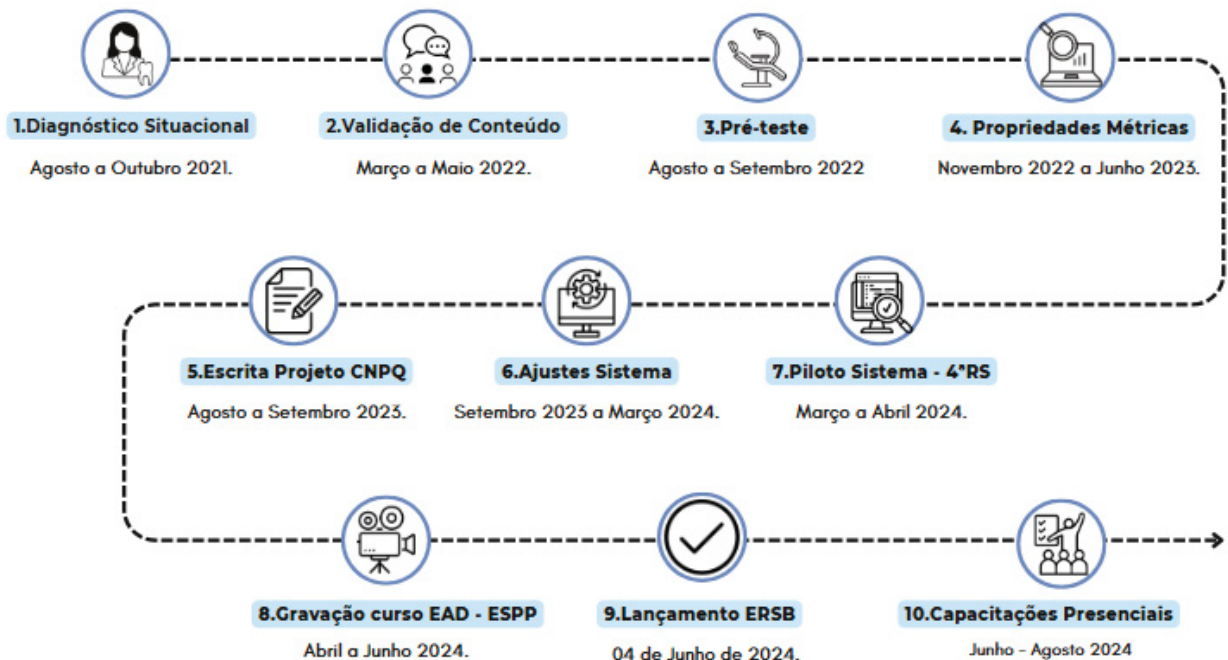 1.Diagnóstico Situacional
Agosto a Outubro 2021.
2.Validação de Conteúdo
Março a Maio 2022.
3.Pré-teste
Agosto a Setembro 2022
4. Propriedades Métricas
Novembro 2022 a Junho 2023.
5.Escrita Projeto CNPQ
Agosto a Setembro 2023.
6.Ajustes Sistema
Setembro 2023 a Março 2024.
7.Piloto Sistema - 4ªRS
Março a Abril 2024.
8.Gravação curso EAD - ESPP
Abril a Junho 2024.
9.Lançamento ERSB
04 de Junho de 2024.
10.Capacitações Presenciais
Junho - Agosto 2024